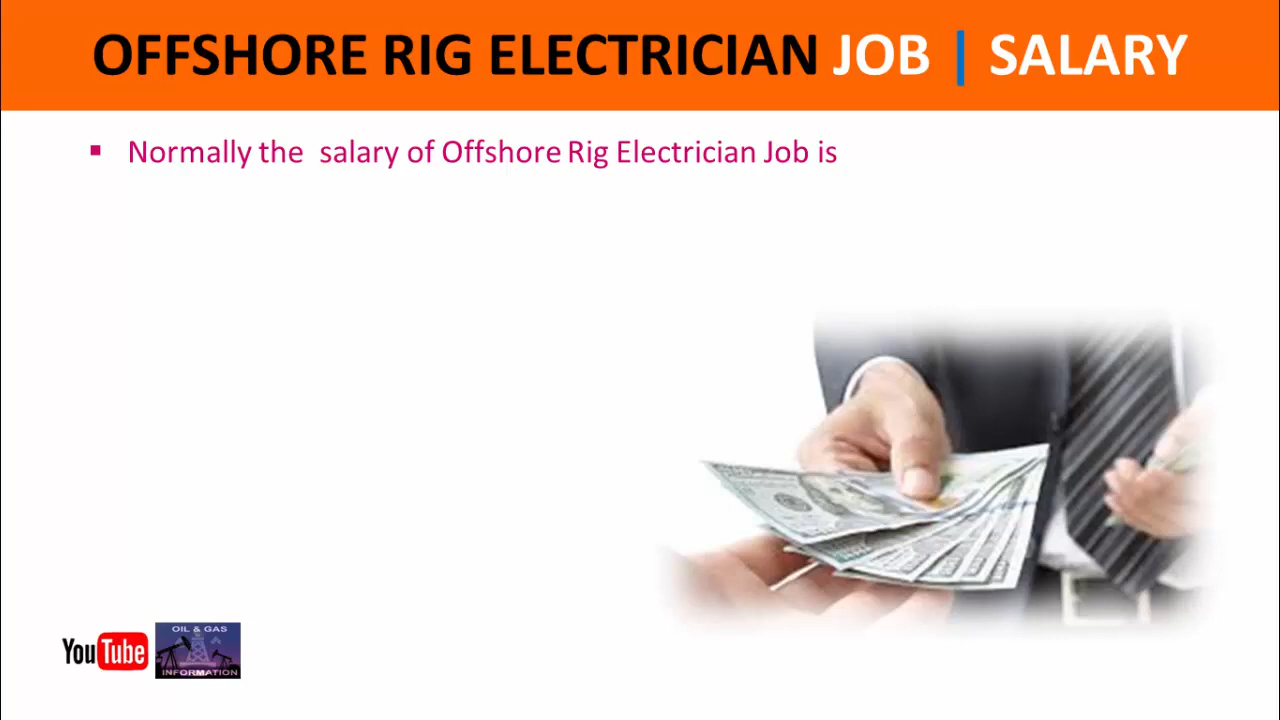 OFFSHORE RIG ELECTRICIAN JOB | SALARY
▪ Normally the salary of Offshore Rig Electrician Job is
YouTube
OIL & GAS
INFORMATION